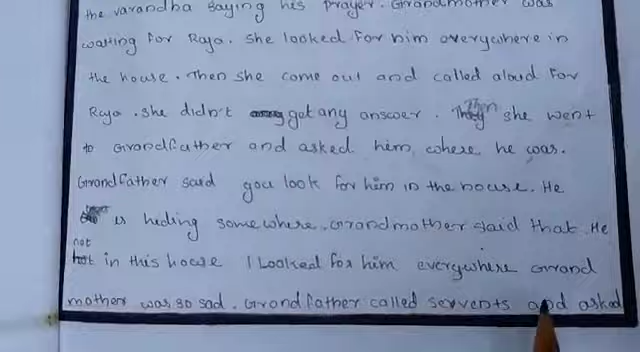 the varandha saying his prayer. Grandmother was
waiting for Raja. She looked for him everywhere in
the house. Then she come out and called aloud for
Raja. she didn't get any answer. Then she went
to Grandfather and asked him where he was.
Grandfather said you look for him in the house. He
is hiding somewhere. Grandmother said that He
not in this house I Looked for him everywhere Grand
mother was so sad. Grandfather called servents and asked